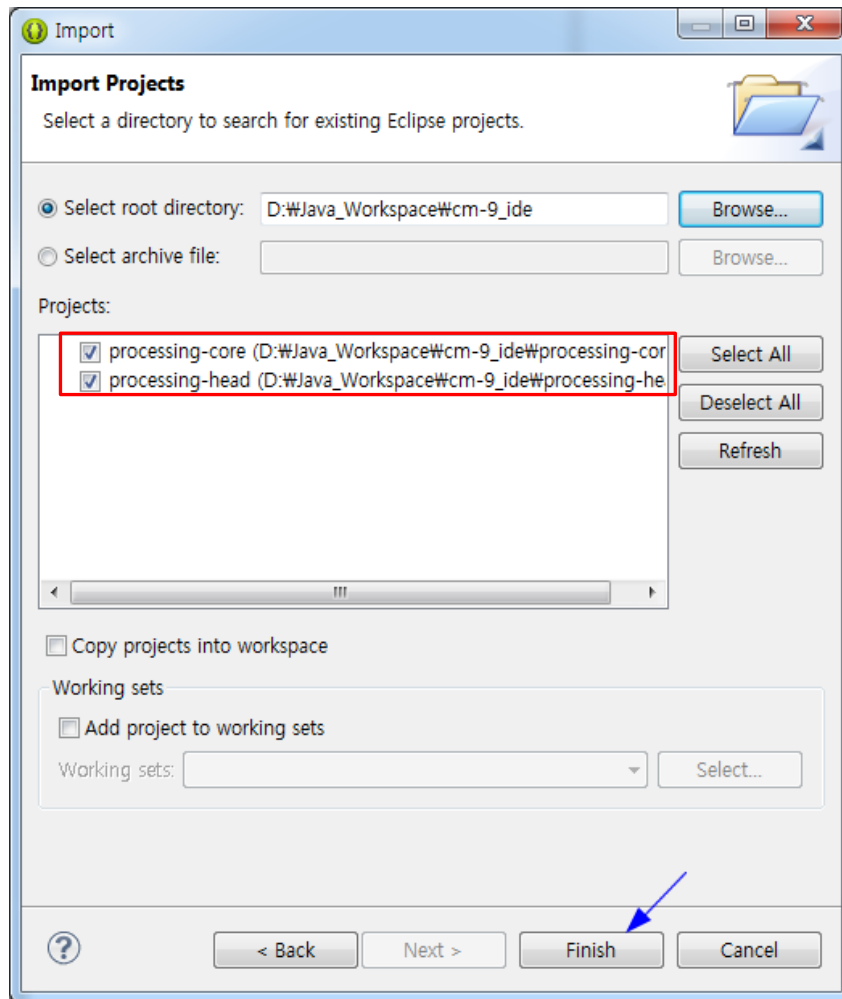 Import
Import Projects
Select a directory to search for existing Eclipse projects.
Select root directory: D:₩Java_Workspace₩cm-9_ide Browse...
Select archive file: Browse...
Projects:
processing-core (D:₩Java_Workspace₩cm-9_ide₩processing-cor
processing-head (D:₩Java_Workspace₩cm-9_ide₩processing-he
Select All
Deselect All
Refresh
Copy projects into workspace
Working sets
Add project to working sets
Working sets: Select...
? < Back Next > Finish Cancel